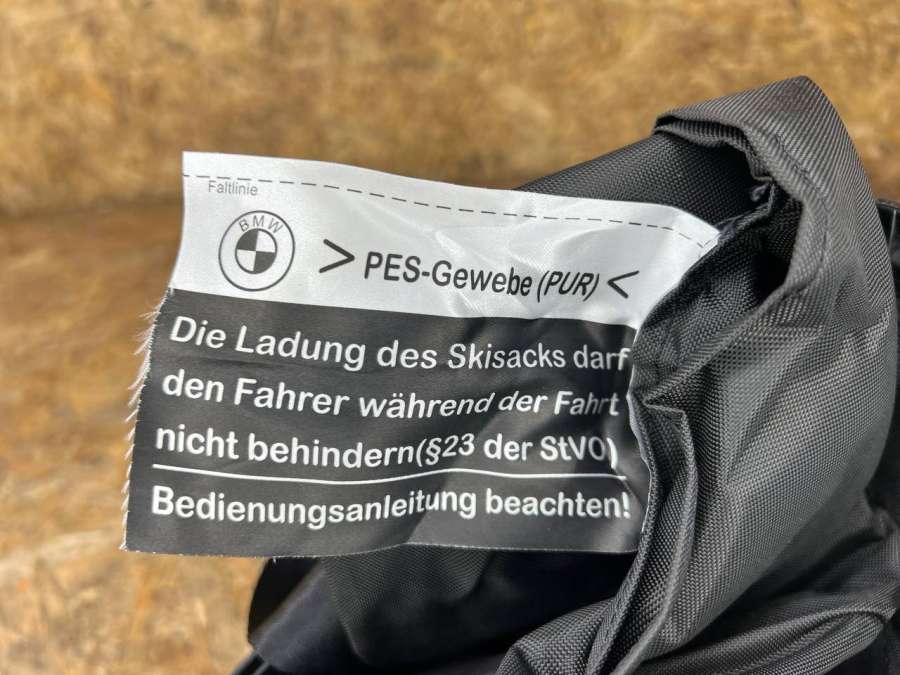 Faltlinie
BMW
> PES-Gewebe (PUR) <
Die Ladung des Skisacks darf
den Fahrer während der Fahrt
nicht behindern(§23 der StVO)
Bedienungsanleitung beachten!